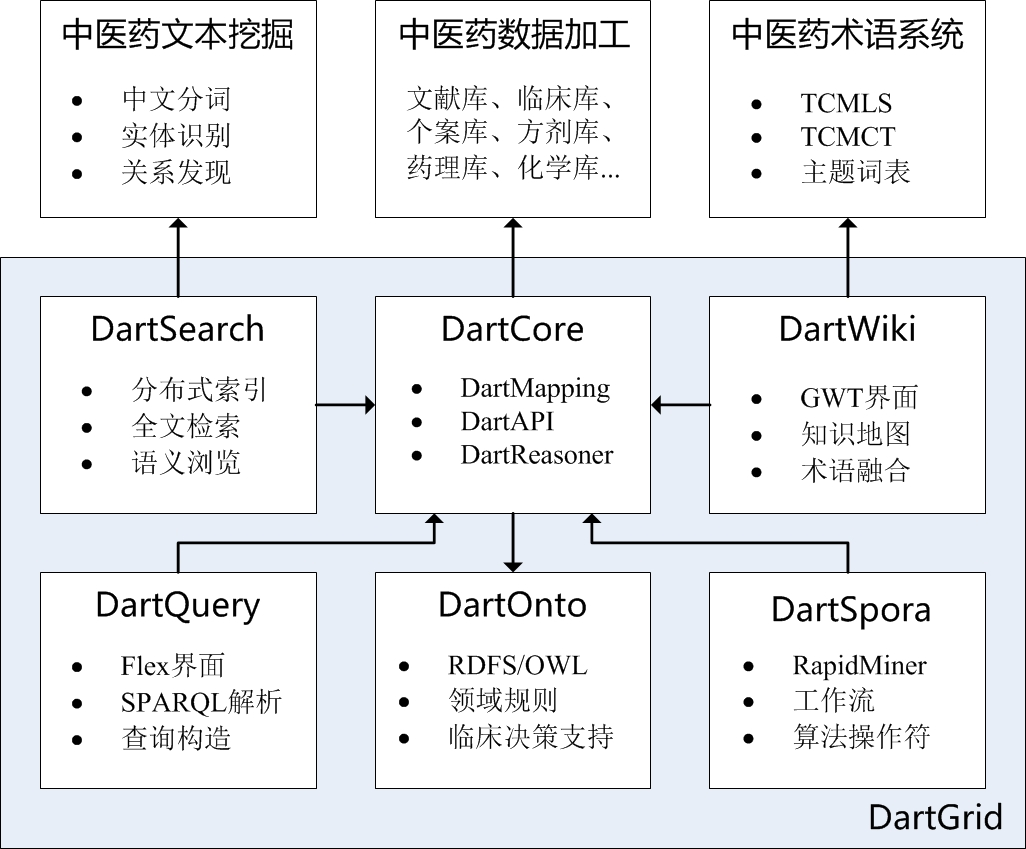 中医药文本挖掘
• 中文分词
• 实体识别
• 关系发现
中医药数据加工
文献库、临床库、
个案库、方剂库、
药理库、化学库...
中医药术语系统
• TCMLS
• TCMCT
• 主题词表
DartSearch
• 分布式索引
• 全文检索
• 语义浏览
DartCore
• DartMapping
• DartAPI
• DartReasoner
DartWiki
• GWT界面
• 知识地图
• 术语融合
DartQuery
• Flex界面
• SPARQL解析
• 查询构造
DartOnto
• RDFS/OWL
• 领域规则
• 临床决策支持
DartSpora
• RapidMiner
• 工作流
• 算法操作符
DartGrid